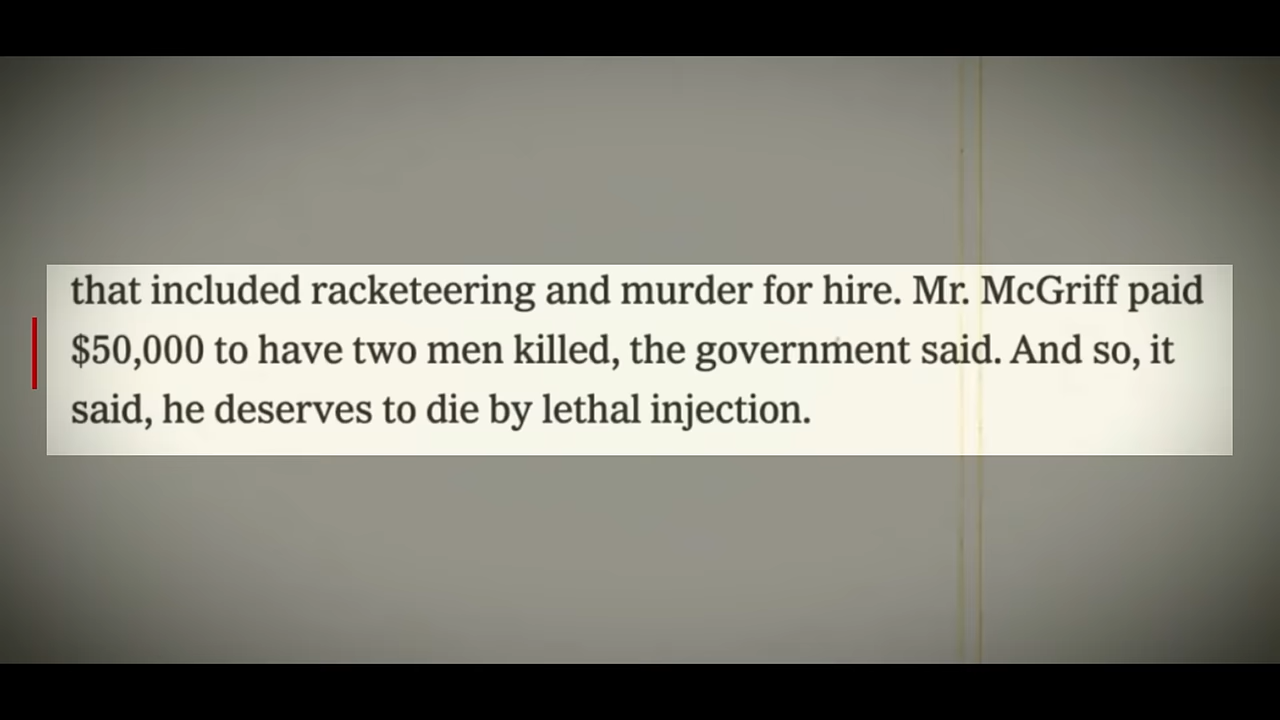 that included racketeering and murder for hire. Mr. McGriff paid
$50,000 to have two men killed, the government said. And so, it
said, he deserves to die by lethal injection.